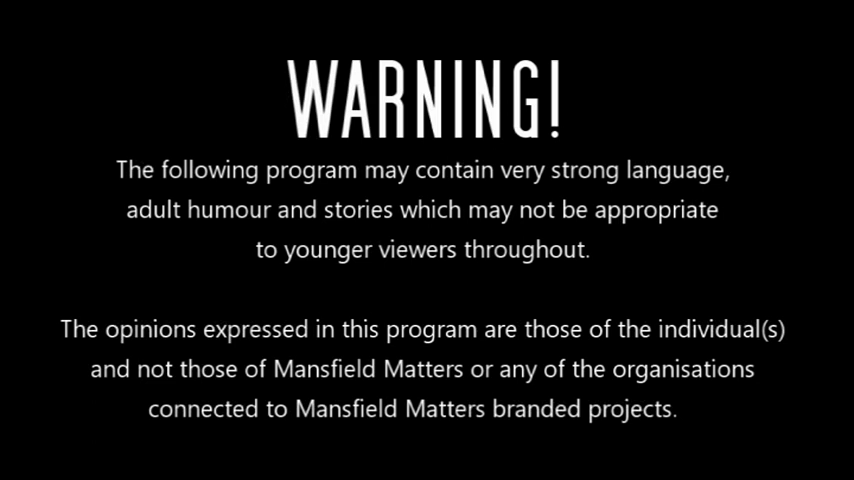 WARNING!
The following program may contain very strong language,
adult humour and stories which may not be appropriate
to younger viewers throughout.
The opinions expressed in this program are those of the individual(s)
and not those of Mansfield Matters or any of the organisations
connected to Mansfield Matters branded projects.